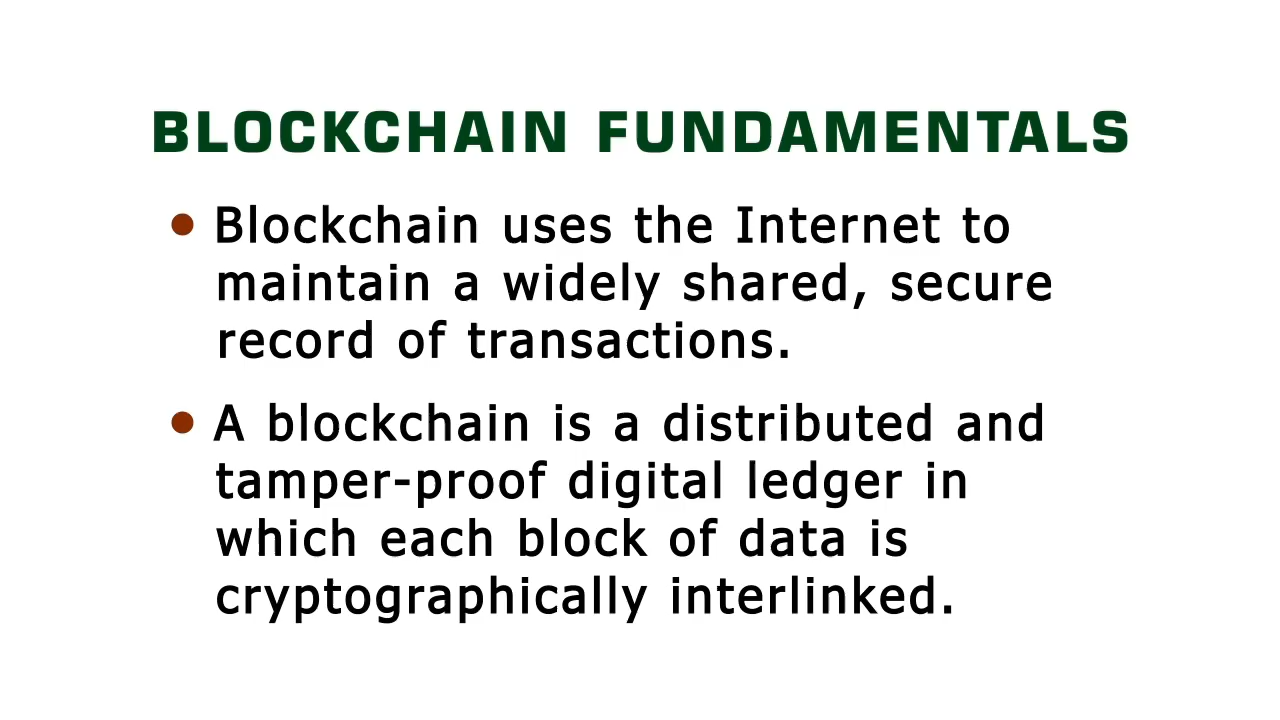 BLOCKCHAIN FUNDAMENTALS
• Blockchain uses the Internet to
maintain a widely shared, secure
record of transactions.
• A blockchain is a distributed and
tamper-proof digital ledger in
which each block of data is
cryptographically interlinked.